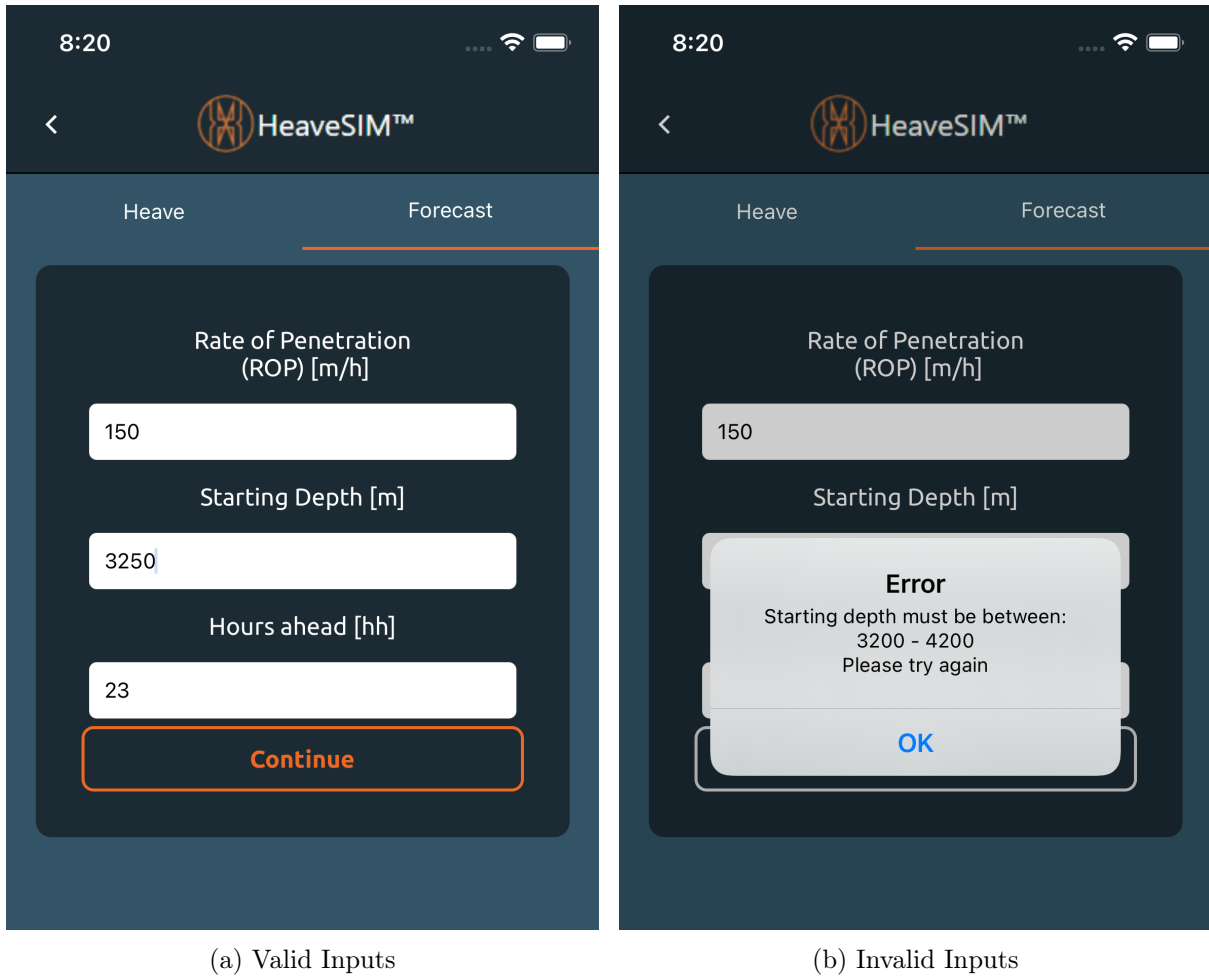 8:20
HeaveSIM™
Heave
Forecast
Rate of Penetration
(ROP) [m/h]
150
Starting Depth [m]
3250
Hours ahead [hh]
23
Continue
(a) Valid Inputs
8:20
HeaveSIM™
Heave
Forecast
Rate of Penetration
(ROP) [m/h]
150
Starting Depth [m]
Error
Starting depth must be between:
3200 - 4200
Please try again
OK
(b) Invalid Inputs